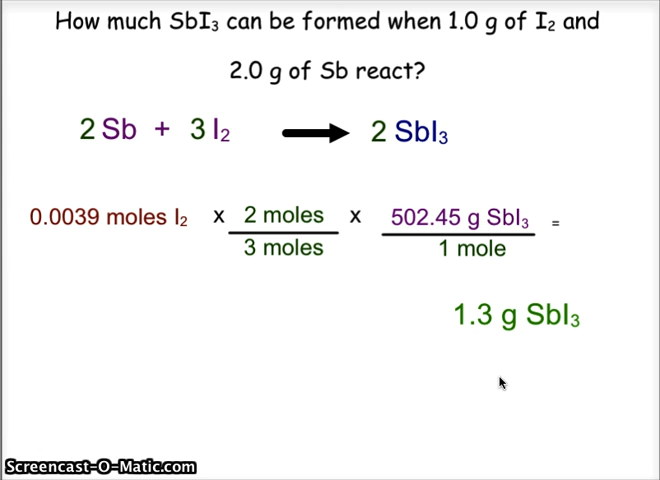 How much SbI₃ can be formed when 1.0 g of I₂ and
2.0 g of Sb react?
2 Sb + 3 I₂ → 2 SbI₃
0.0039 moles I₂ x 2 moles x 502.45 g SbI₃ =
3 moles 1 mole
1.3 g SbI₃
Screencast-O-Matic.com